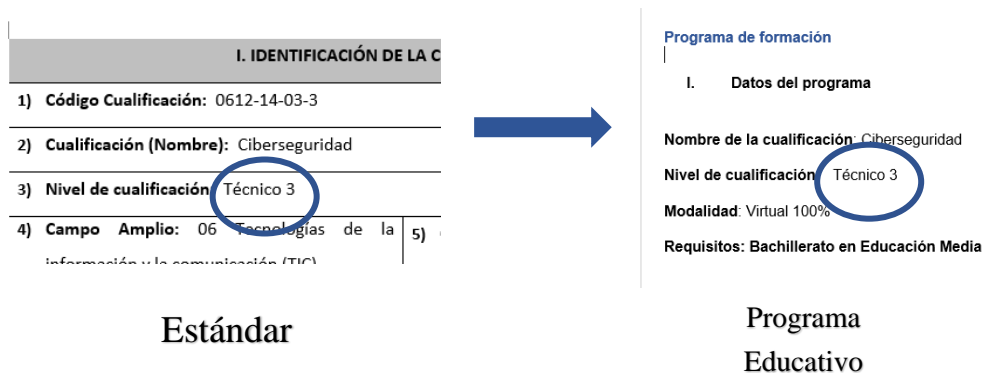 I. IDENTIFICACIÓN DE LA C
1) Código Cualificación: 0612-14-03-3
2) Cualificación (Nombre): Ciberseguridad
3) Nivel de cualificación Técnico 3
4) Campo Amplio: 06 Tecnologías de la 5)
información y la comunicación (TIC)
Estándar
Programa de formación
I. Datos del programa
Nombre de la cualificación: Ciberseguridad
Nivel de cualificación Técnico 3
Modalidad: Virtual 100%
Requisitos: Bachillerato en Educación Media
Programa
Educativo